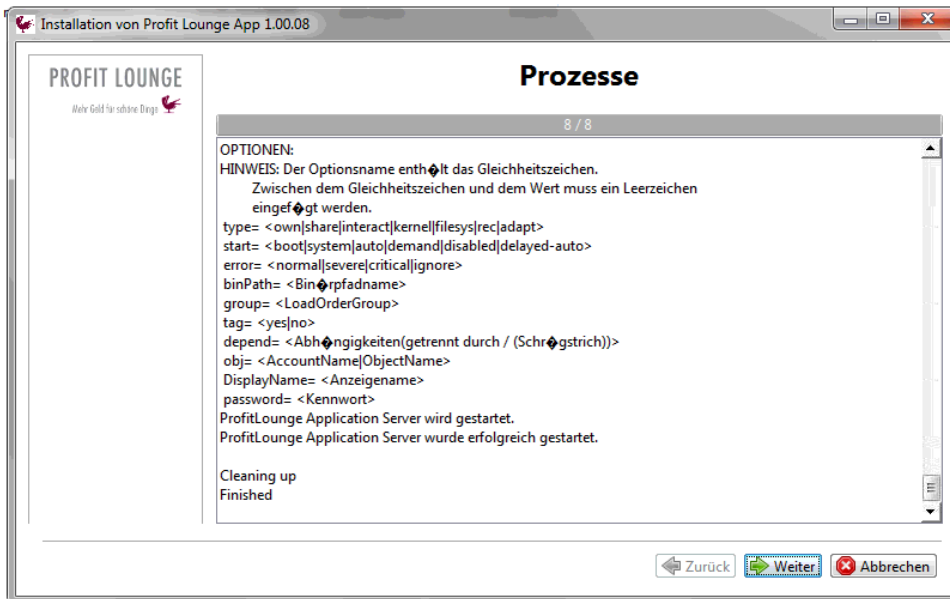 Installation von Profit Lounge App 1.00.08
PROFIT LOUNGE
Mehr Geld für schöne Dinge
Prozesse
8 / 8
OPTIONEN:
HINWEIS: Der Optionsname enth�lt das Gleichheitszeichen.
Zwischen dem Gleichheitszeichen und dem Wert muss ein Leerzeichen
eingef�gt werden.
type= <own|share|interact|kernel|filesys|rec|adapt>
start= <boot|system|auto|demand|disabled|delayed-auto>
error= <normal|severe|critical|ignore>
binPath= <Bin�rpfadname>
group= <LoadOrderGroup>
tag= <yes|no>
depend= <Abh�ngigkeiten(getrennt durch / (Schr�gstrich))>
obj= <AccountName|ObjectName>
DisplayName= <Anzeigename>
password= <Kennwort>
ProfitLounge Application Server wird gestartet.
ProfitLounge Application Server wurde erfolgreich gestartet.
Cleaning up
Finished
Zurück Weiter Abbrechen